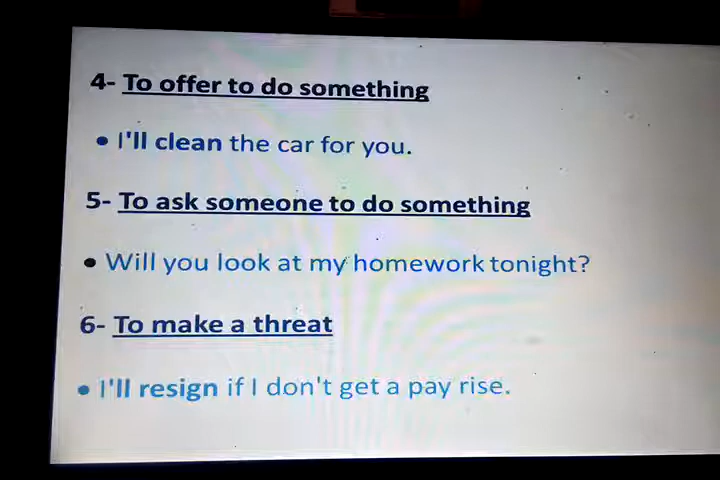 4- To offer to do something
• I'll clean the car for you.
5- To ask someone to do something
• Will you look at my homework tonight?
6- To make a threat
• I'll resign if I don't get a pay rise.